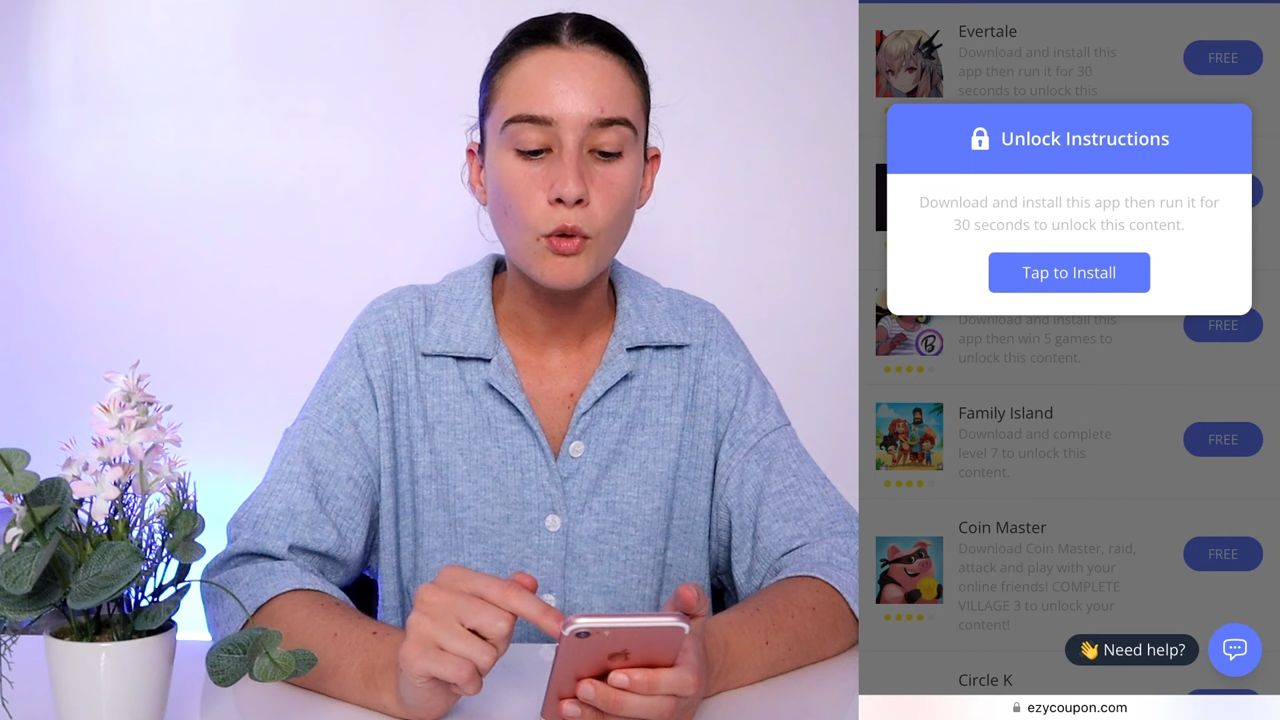 Evertale
Download and install this
app then run it for 30
seconds to unlock this
FREE
Unlock Instructions
Download and install this app then run it for
30 seconds to unlock this content.
Tap to Install
Download and install this
app then win 5 games to
unlock this content.
FREE
B
Family Island
Download and complete
level 7 to unlock this
content.
FREE
Coin Master
Download Coin Master, raid,
attack and play with your
online friends! COMPLETE
VILLAGE 3 to unlock your
content!
FREE
👋 Need help?
Circle K
ezycoupon.com